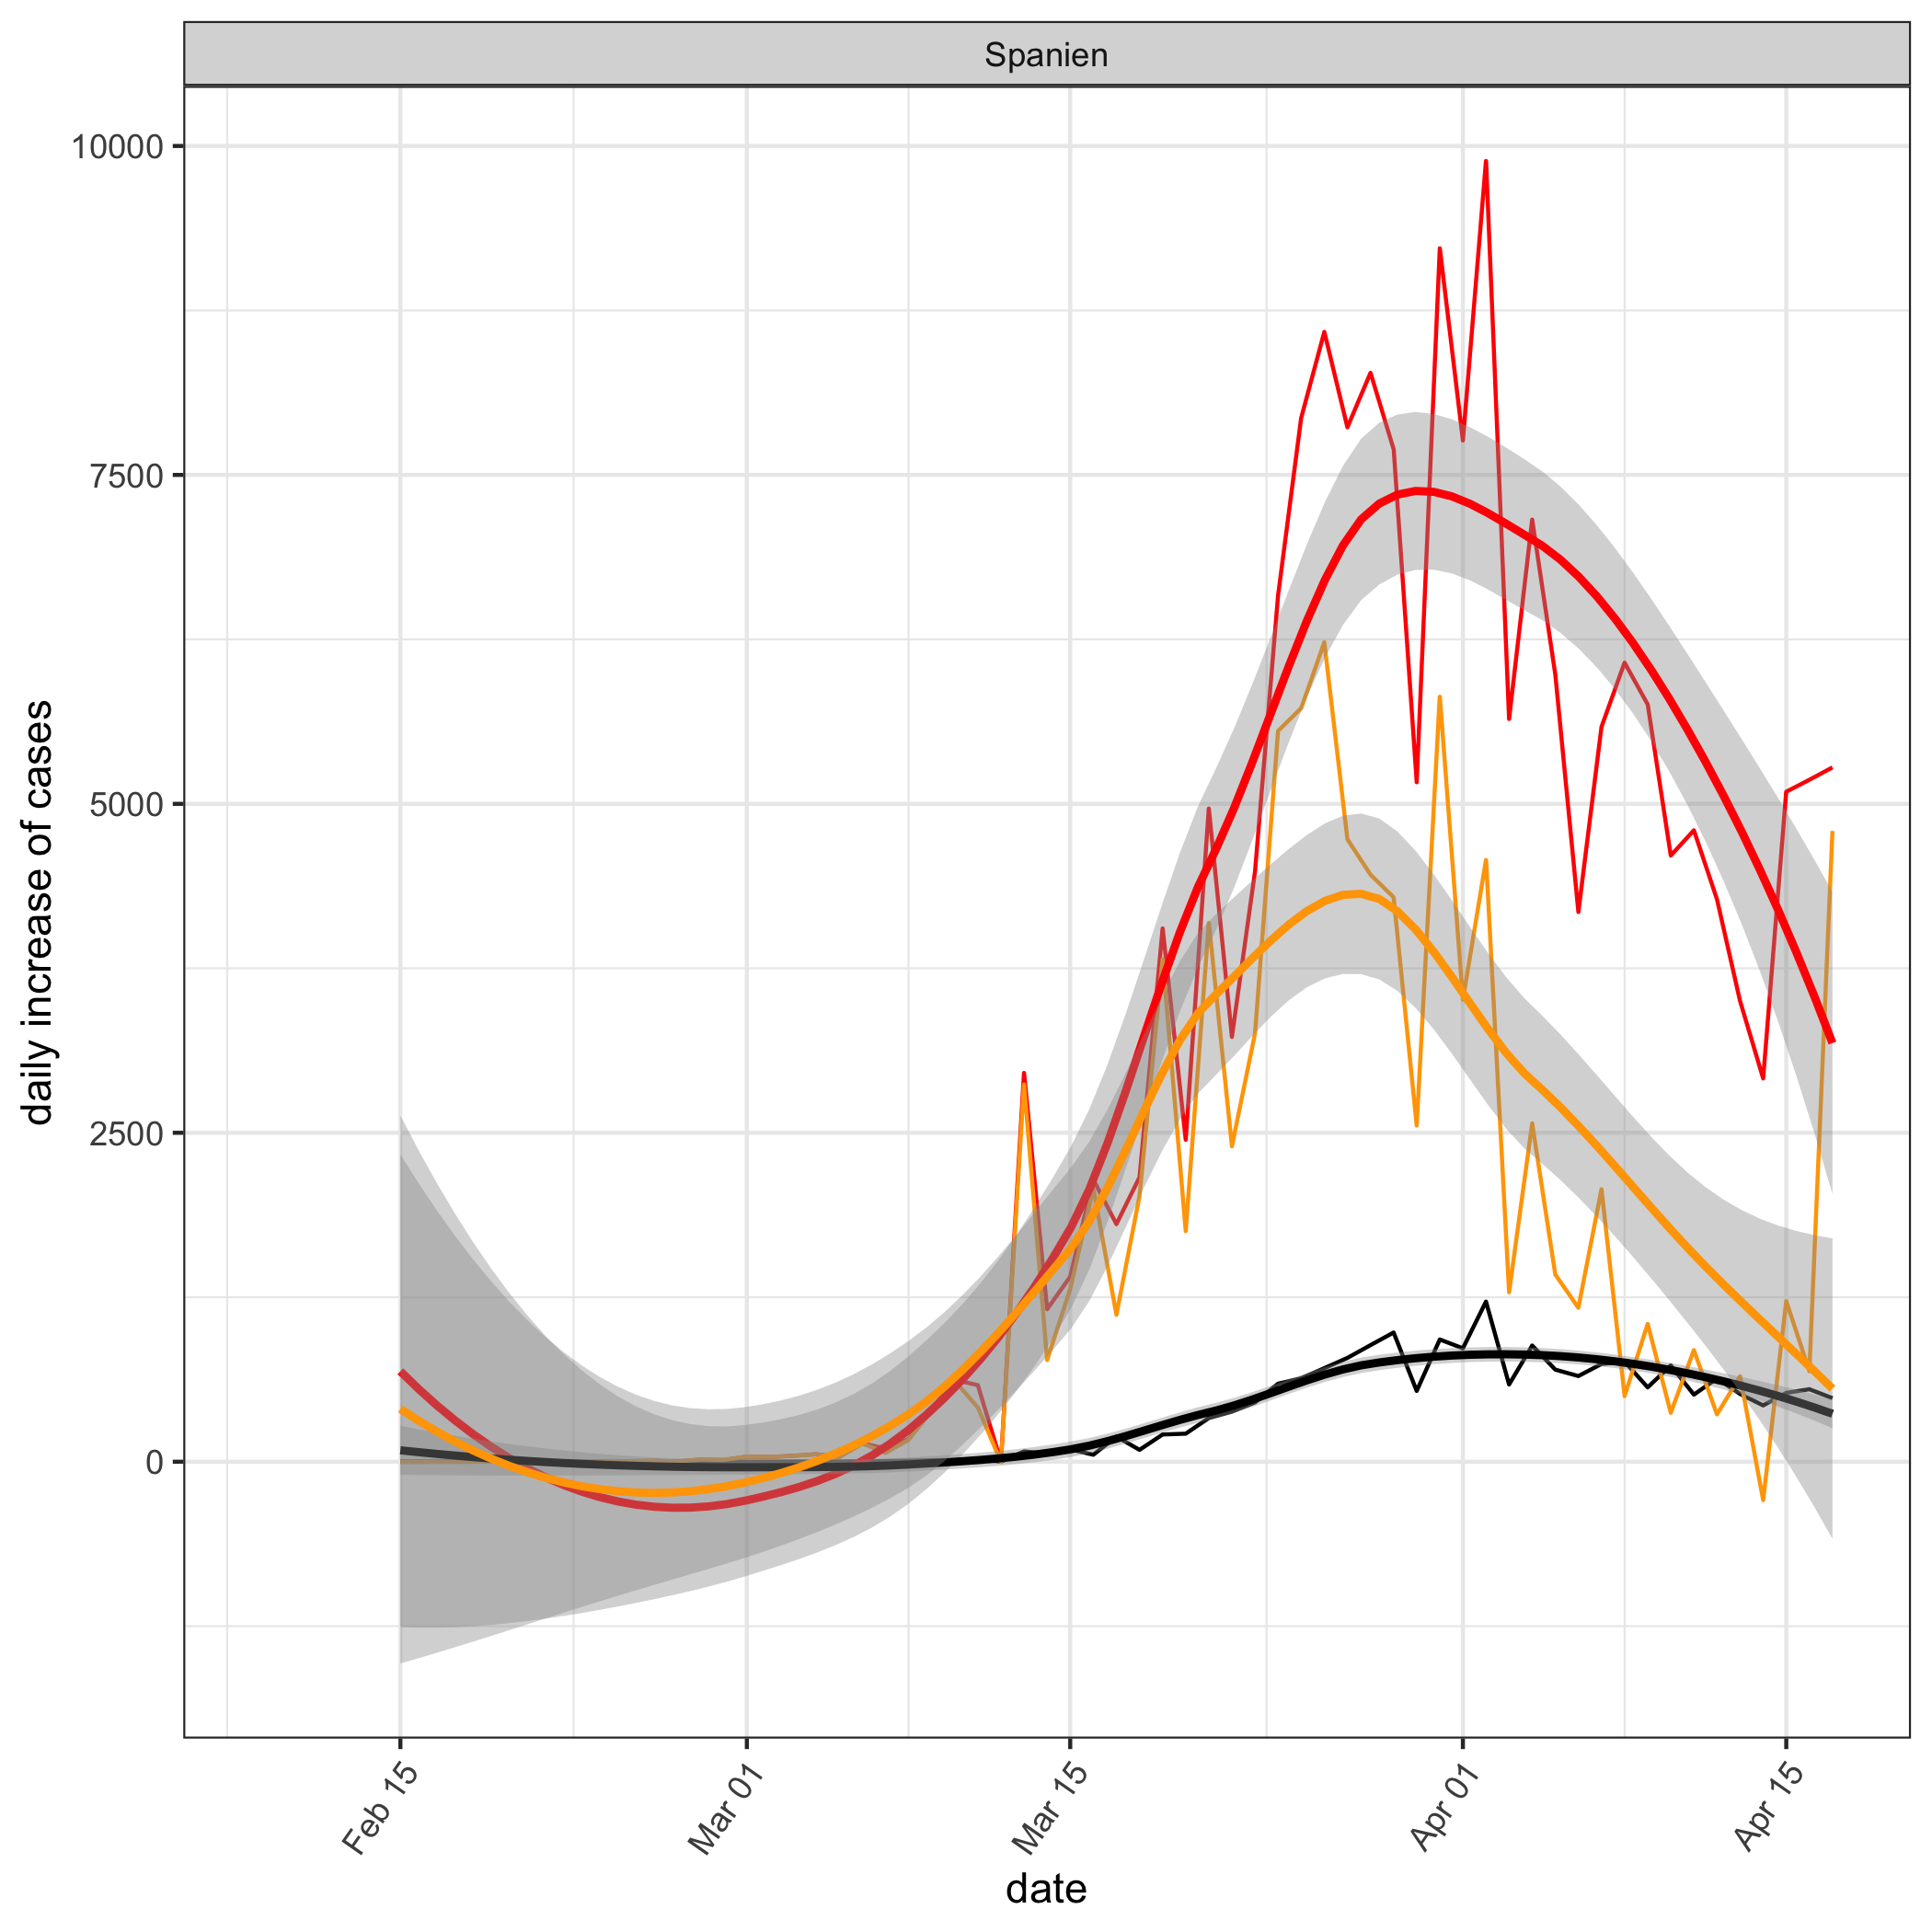 Spanien
10000
7500
5000
2500
0
daily increase of cases
Feb 15
Mar 01
Mar 15
Apr 01
Apr 15
date